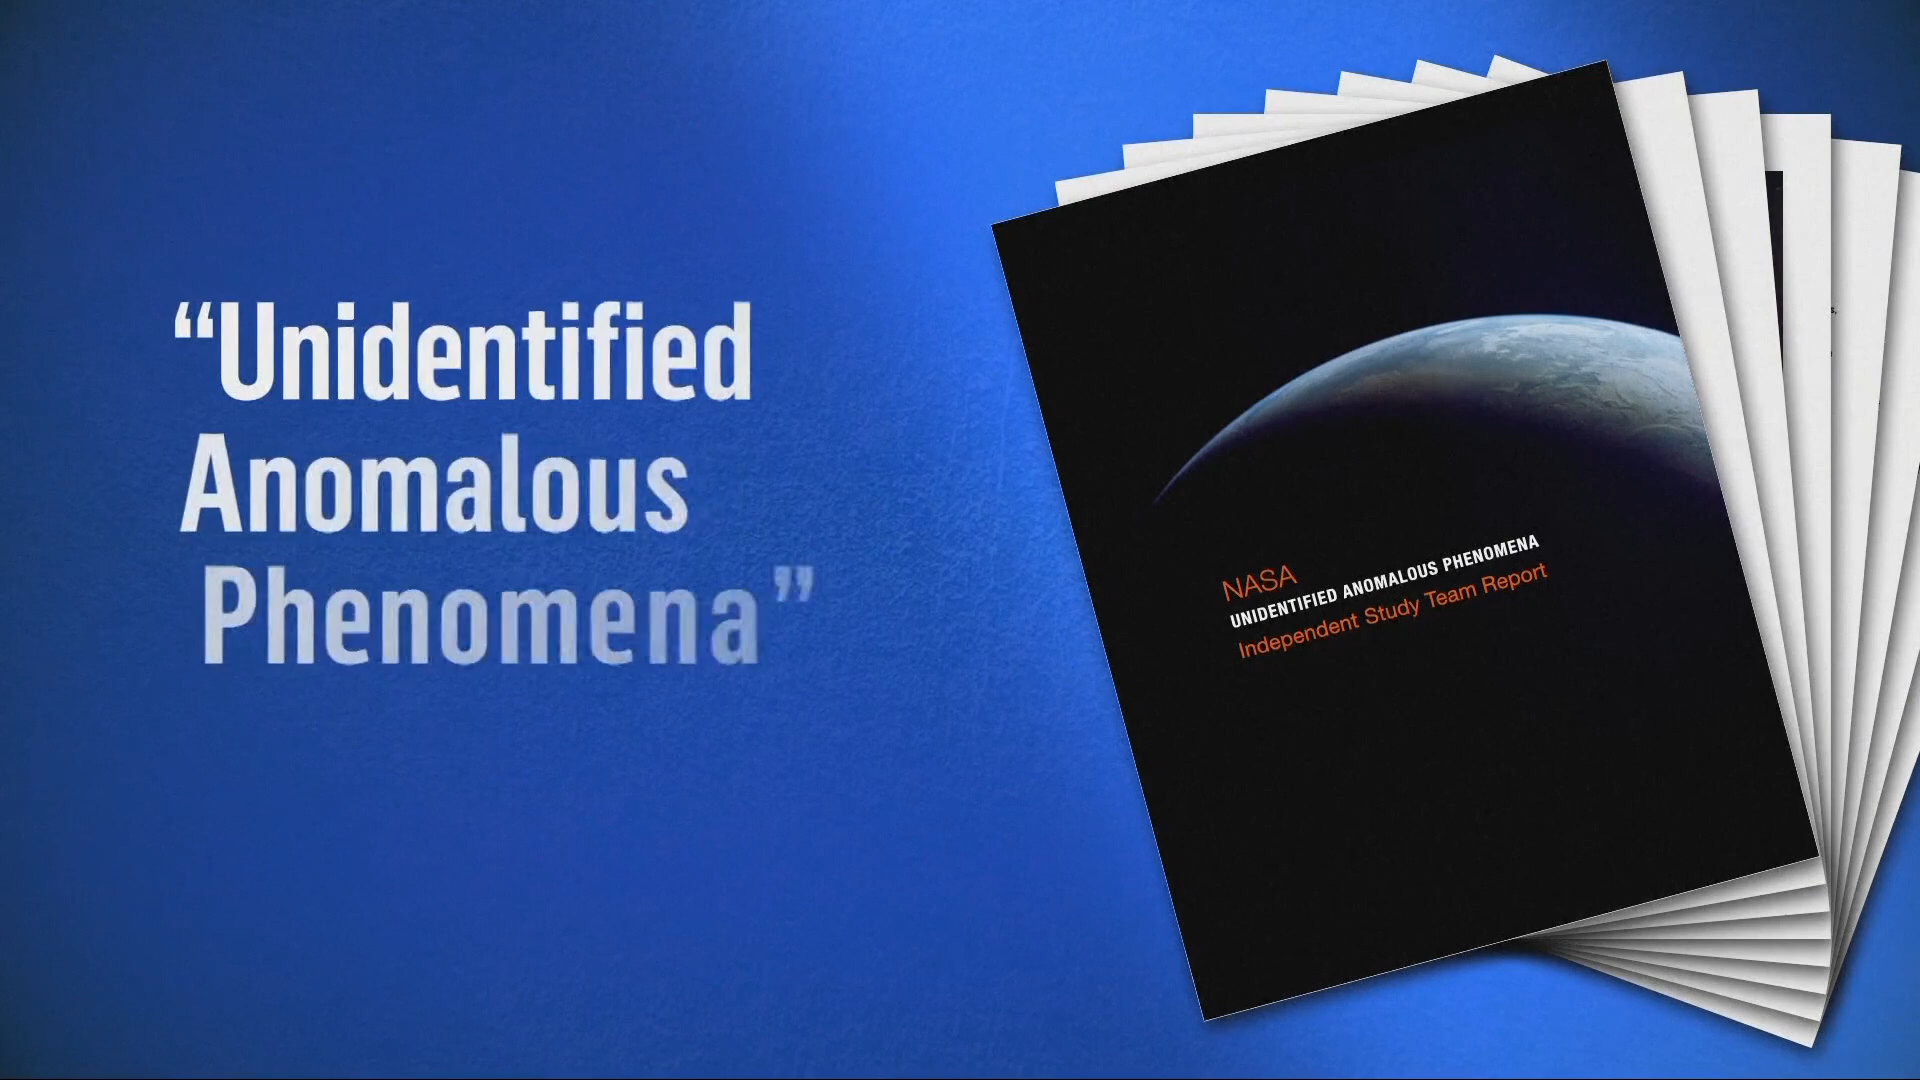 “Unidentified
Anomalous
Phenomena”
NASA
UNIDENTIFIED ANOMALOUS PHENOMENA
Independent Study Team Report